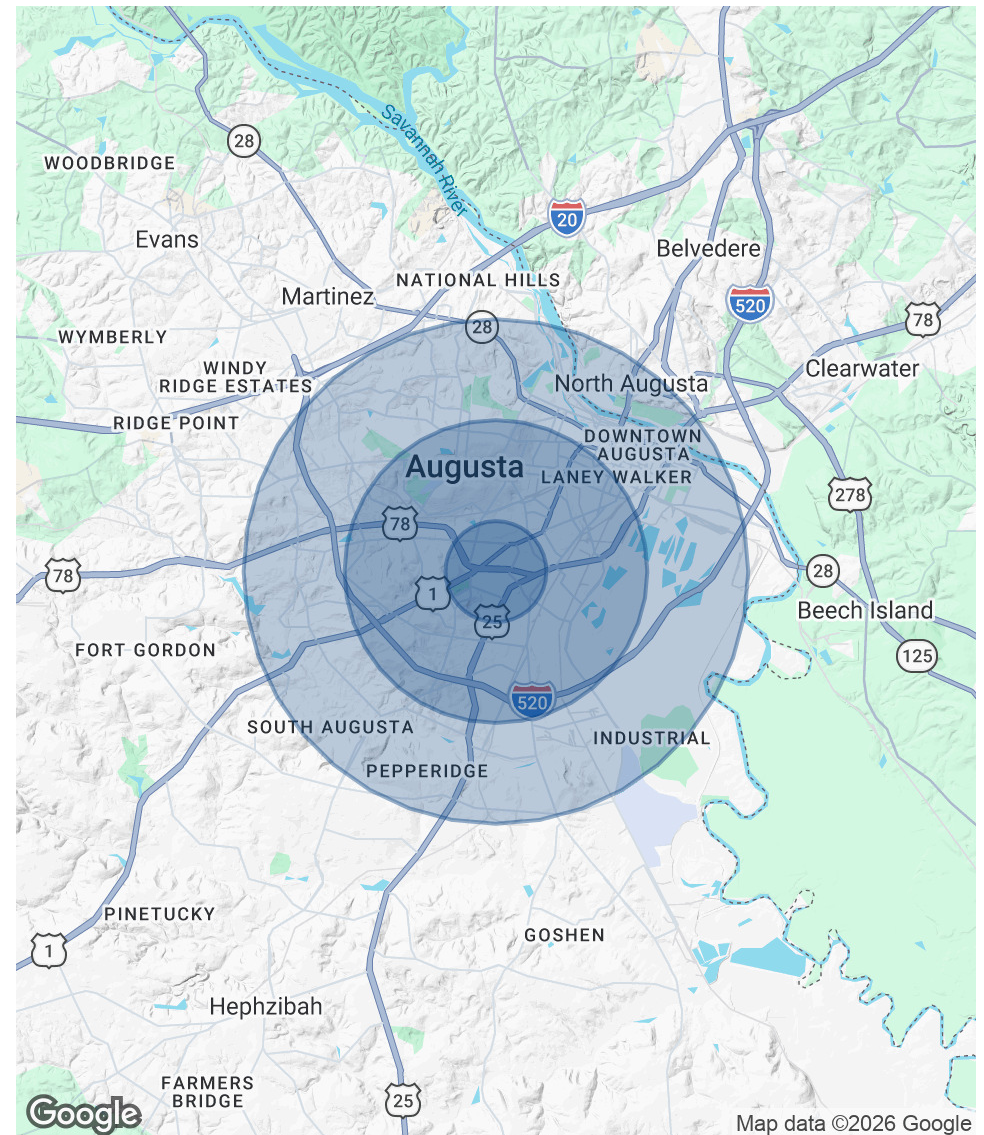 28
WOODBRIDGE
Savannah River
20
Evans
Belvedere
NATIONAL HILLS
Martinez
520
78
28
WYMBERLY
WINDY
RIDGE ESTATES
Clearwater
North Augusta
RIDGE POINT
DOWNTOWN
AUGUSTA
Augusta
LANEY WALKER
278
78
78
28
1
Beech Island
25
FORT GORDON
125
520
SOUTH AUGUSTA
INDUSTRIAL
PEPPERIDGE
PINETUCKY
GOSHEN
1
Hephzibah
FARMERS
BRIDGE
25
Google
Map data ©2026 Google